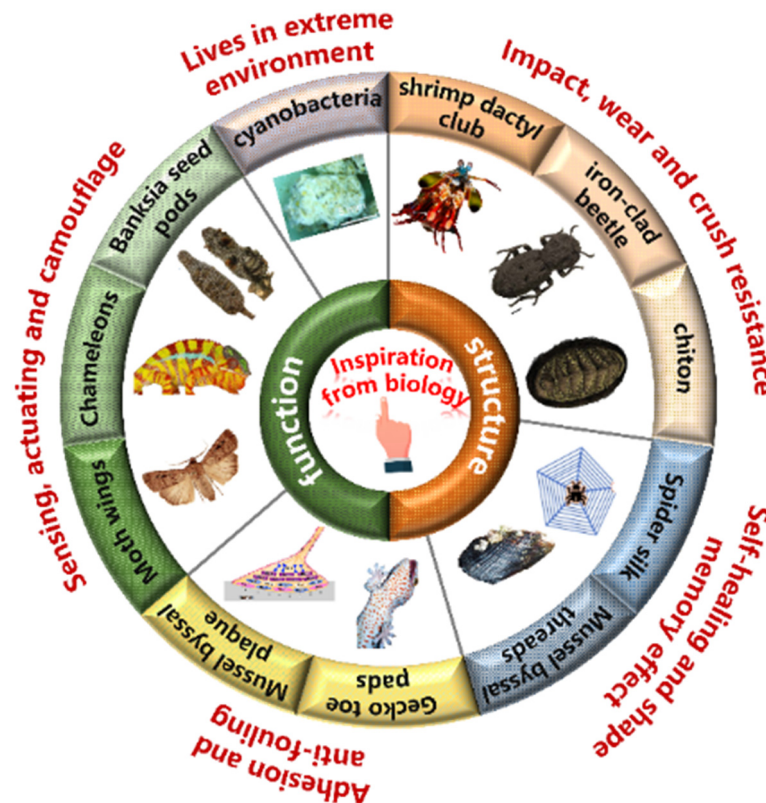 Lives in extreme
environment
Impact, wear and crush resistance
Self-healing and shape
memory effect
Adhesion and
anti-fouling
Sensing, actuating and camouflage
cyanobacteria
shrimp dactyl
club
iron-clad
beetle
chiton
Spider silk
Mussel byssal
threads
Gecko toe
pads
Mussel byssal
plaque
Moth wings
Chameleons
Banksia seed
pods
function
structure
Inspiration
from biology